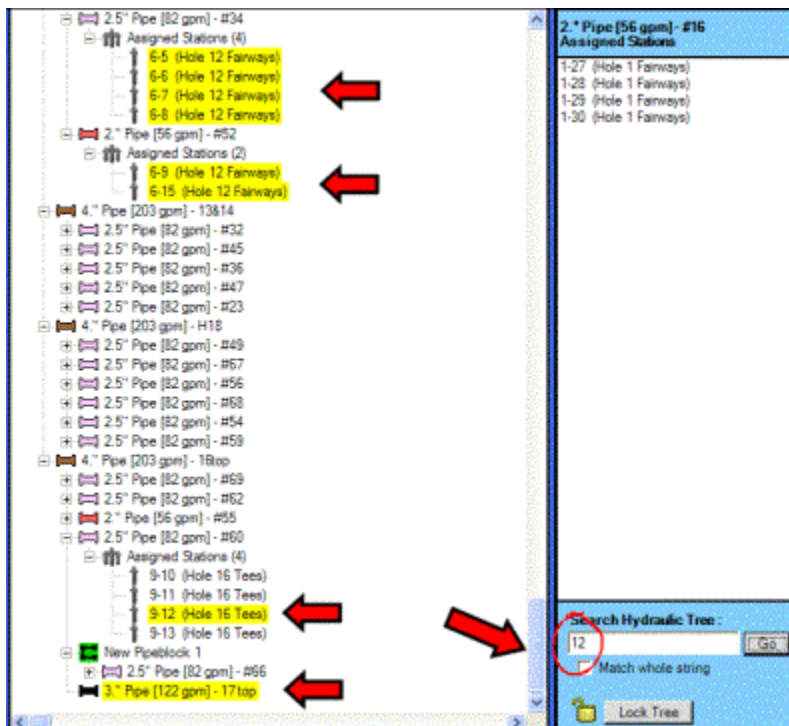 2.5" Pipe [82 gpm] - #34
Assigned Stations (4)
6-5 (Hole 12 Fairways)
6-6 (Hole 12 Fairways)
6-7 (Hole 12 Fairways)
6-8 (Hole 12 Fairways)
2." Pipe [56 gpm] - #52
Assigned Stations (2)
6-9 (Hole 12 Fairways)
6-15 (Hole 12 Fairways)
4." Pipe [203 gpm] - 13&14
2.5" Pipe [82 gpm] - #32
2.5" Pipe [82 gpm] - #45
2.5" Pipe [82 gpm] - #36
2.5" Pipe [82 gpm] - #47
2.5" Pipe [82 gpm] - #23
4." Pipe [203 gpm] - H18
2.5" Pipe [82 gpm] - #49
2.5" Pipe [82 gpm] - #67
2.5" Pipe [82 gpm] - #56
2.5" Pipe [82 gpm] - #68
2.5" Pipe [82 gpm] - #54
2.5" Pipe [82 gpm] - #59
4." Pipe [203 gpm] - 16top
2.5" Pipe [82 gpm] - #69
2.5" Pipe [82 gpm] - #62
2." Pipe [56 gpm] - #55
2.5" Pipe [82 gpm] - #60
Assigned Stations (4)
9-10 (Hole 16 Tees)
9-11 (Hole 16 Tees)
9-12 (Hole 16 Tees)
9-13 (Hole 16 Tees)
New Pipeblock 1
2.5" Pipe [82 gpm] - #66
3." Pipe [122 gpm] - 17top
2." Pipe [56 gpm] - #16
Assigned Stations
1-27 (Hole 1 Fairways)
1-28 (Hole 1 Fairways)
1-29 (Hole 1 Fairways)
1-30 (Hole 1 Fairways)
Search Hydraulic Tree :
12
Go
Match whole string
Lock Tree